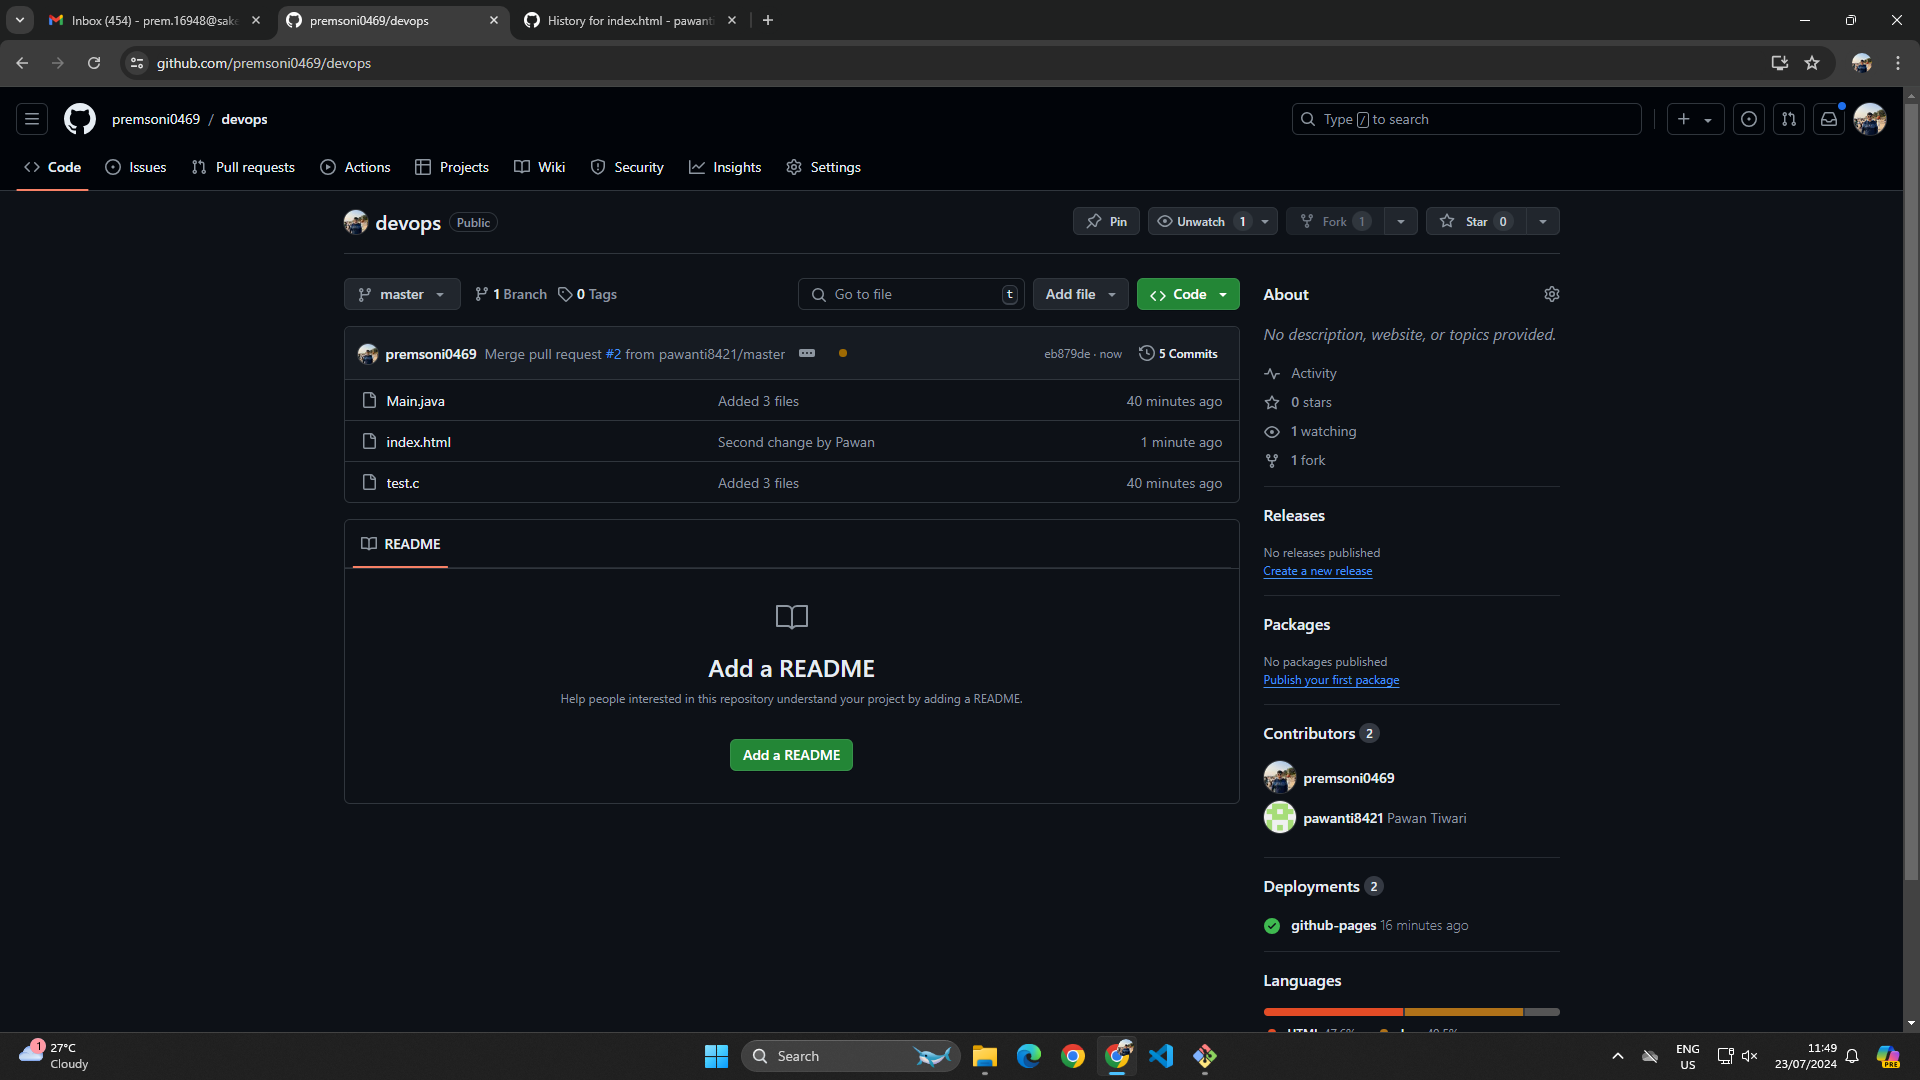 Inbox (454) - prem.16948@sake
premsoni0469/devops
History for index.html - pawanti
github.com/premsoni0469/devops
premsoni0469 / devops
Type / to search
Code
Issues
Pull requests
Actions
Projects
Wiki
Security
Insights
Settings
devops Public
Pin
Unwatch 1
Fork 1
Star 0
master
1 Branch
0 Tags
Go to file t
Add file
Code
premsoni0469 Merge pull request #2 from pawanti8421/master
eb879de · now
5 Commits
Main.java Added 3 files 40 minutes ago
index.html Second change by Pawan 1 minute ago
test.c Added 3 files 40 minutes ago
README
Add a README
Help people interested in this repository understand your project by adding a README.
Add a README
About
No description, website, or topics provided.
Activity
0 stars
1 watching
1 fork
Releases
No releases published
Create a new release
Packages
No packages published
Publish your first package
Contributors 2
premsoni0469
pawanti8421 Pawan Tiwari
Deployments 2
github-pages 16 minutes ago
Languages
1
27°C
Cloudy
Search
PRE
ENG
US
11:49
23/07/2024